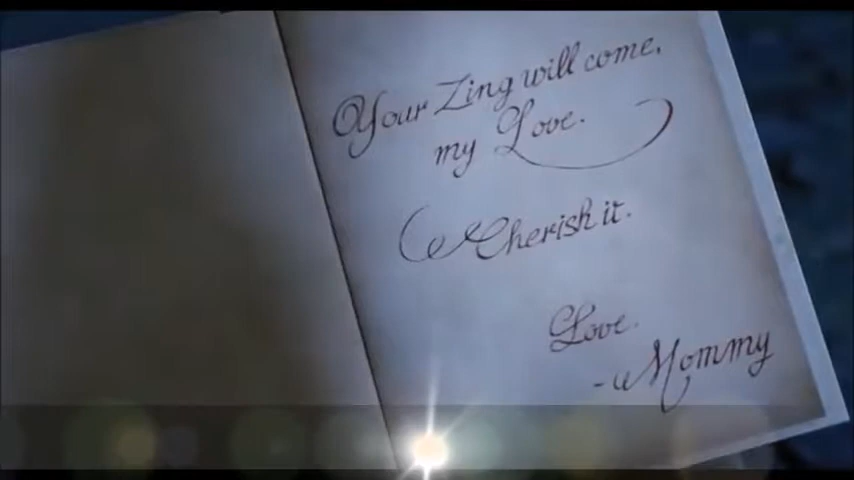 Your Zing will come,
my Love.
Cherish it.
Love.
- Mommy